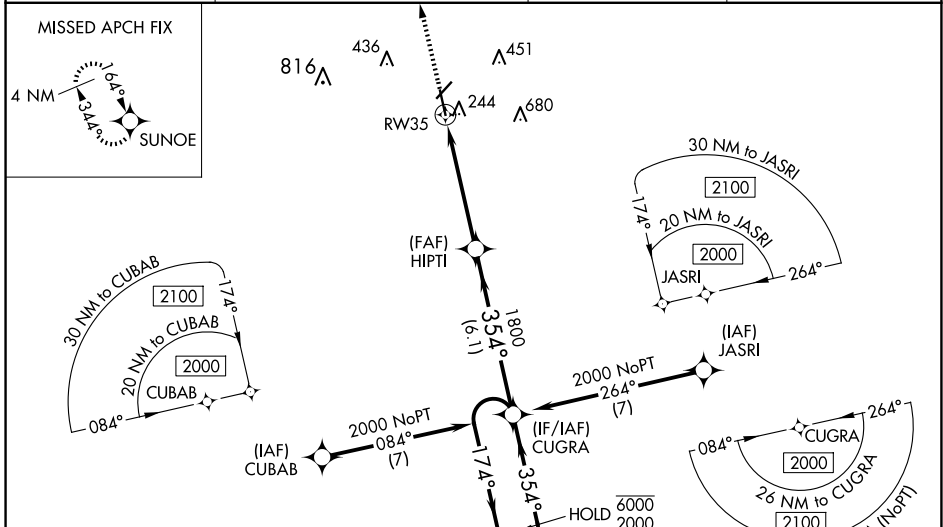 MISSED APCH FIX
4 NM
164°
344°
SUNOE
816
436
451
244
680
RW35
30 NM to JASRI
2100
174°
20 NM to JASRI
2000
JASRI
264°
(FAF)
HIPTI
30 NM to CUBAB
2100
174°
20 NM to CUBAB
2000
CUBAB
084°
1800
354°
(6.1)
(IAF)
JASRI
2000 NoPT
264°
(7)
2000 NoPT
084°
(7)
(IAF)
CUBAB
(IF/IAF)
CUGRA
174°
354°
HOLD 6000
2000
084°
264°
CUGRA
2000
26 NM to CUGRA
2100
(NoPT)